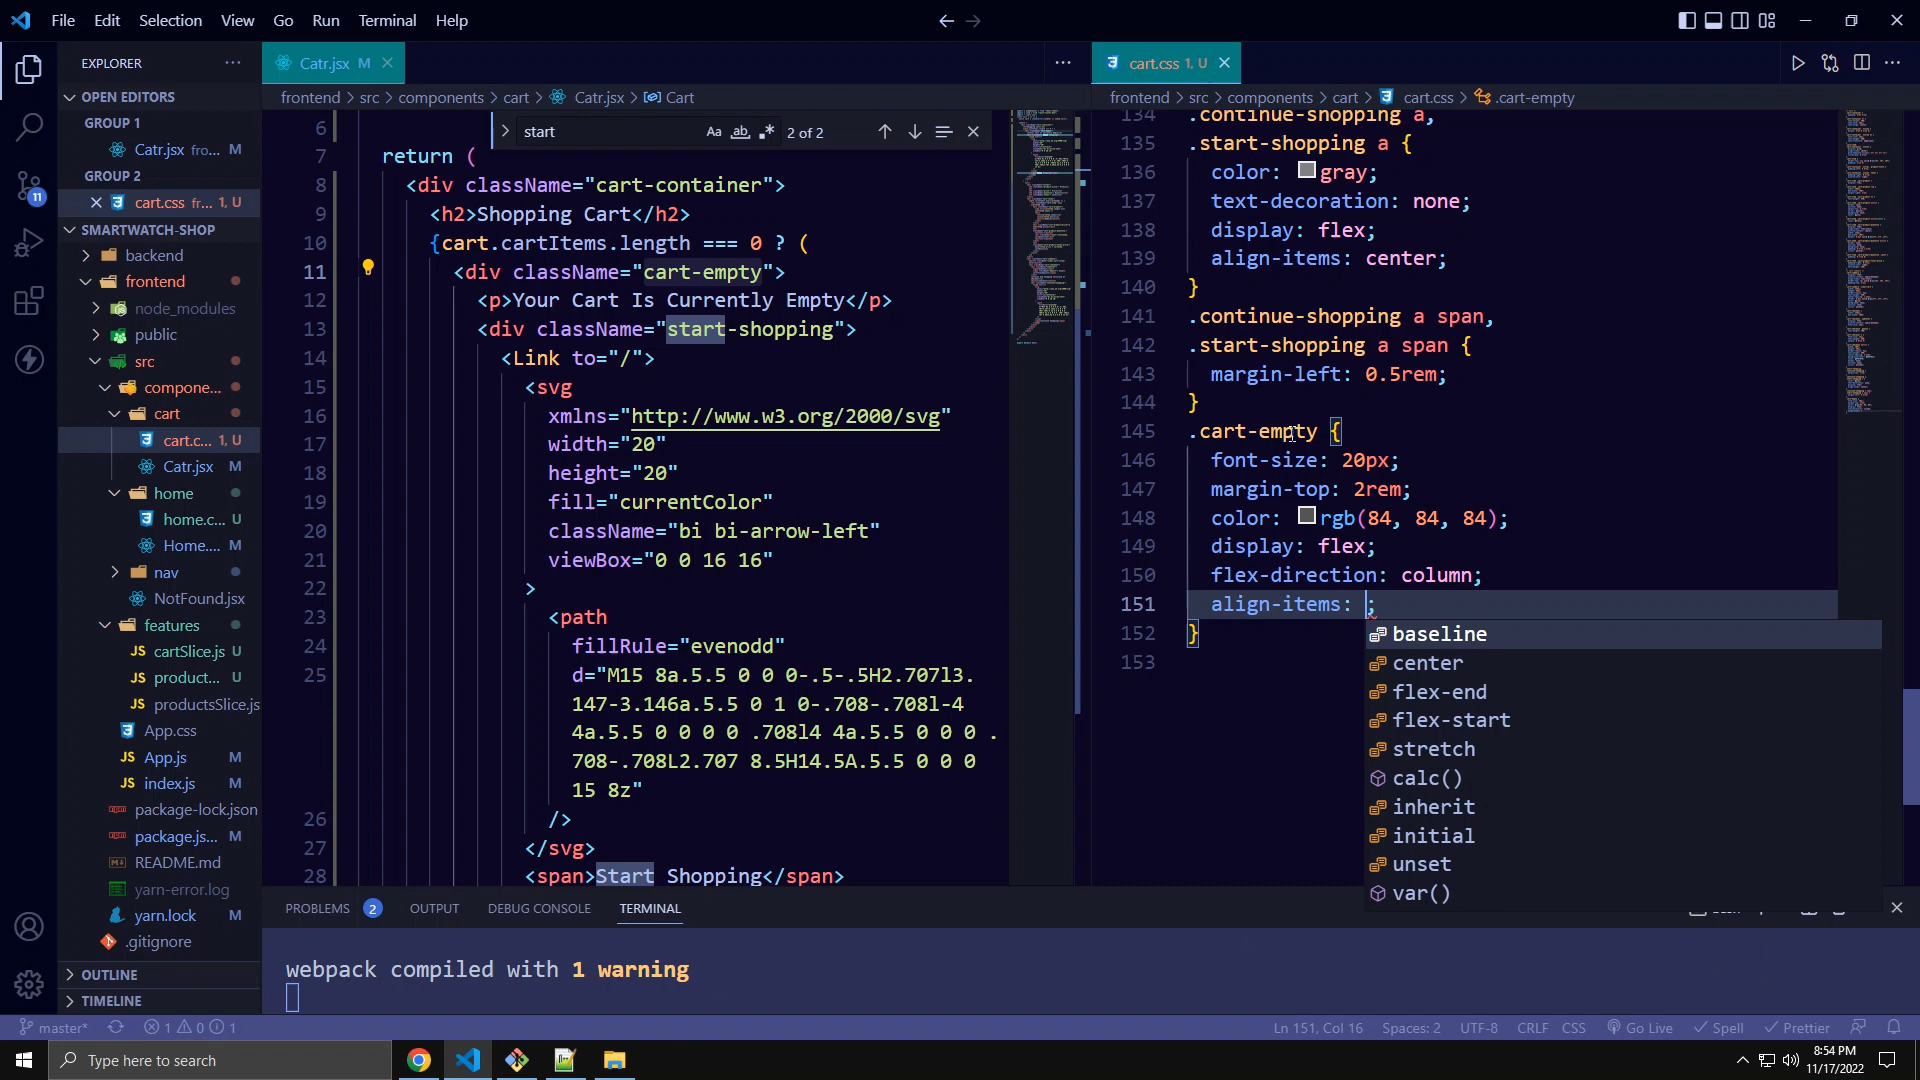 File Edit Selection View Go Run Terminal Help
EXPLORER
OPEN EDITORS
GROUP 1
Catr.jsx fro... M
GROUP 2
cart.css fr... 1, U
SMARTWATCH-SHOP
backend
frontend
node_modules
public
src
compone...
cart
cart.c... 1, U
Catr.jsx M
home
home.c... U
Home.... M
nav
NotFound.jsx
features
cartSlice.js U
product... U
productsSlice.js
App.css
App.js M
index.js M
package-lock.json
package.js... M
README.md
yarn-error.log
yarn.lock M
.gitignore
OUTLINE
TIMELINE
11
Catr.jsx M
frontend > src > components > cart > Catr.jsx > Cart
start Aa ab 2 of 2
6
7 return (
8 <div className="cart-container">
9 <h2>Shopping Cart</h2>
10 {cart.cartItems.length === 0 ? (
11 <div className="cart-empty">
12 <p>Your Cart Is Currently Empty</p>
13 <div className="start-shopping">
14 <Link to="/">
15 <svg
16 xmlns="http://www.w3.org/2000/svg"
17 width="20"
18 height="20"
19 fill="currentColor"
20 className="bi bi-arrow-left"
21 viewBox="0 0 16 16"
22 >
23 <path
24 fillRule="evenodd"
25 d="M15 8a.5.5 0 0 0-.5-.5H2.707l3.
147-3.146a.5.5 0 1 0-.708-.708l-4
4a.5.5 0 0 0 0 .708l4 4a.5.5 0 0 0 .
708-.708L2.707 8.5H14.5A.5.5 0 0 0
15 8z"
26 />
27 </svg>
28 <span>Start Shopping</span>
cart.css 1, U
frontend > src > components > cart > cart.css > .cart-empty
134 .continue-shopping a,
135 .start-shopping a {
136 color: gray;
137 text-decoration: none;
138 display: flex;
139 align-items: center;
140 }
141 .continue-shopping a span,
142 .start-shopping a span {
143 margin-left: 0.5rem;
144 }
145 .cart-empty {
146 font-size: 20px;
147 margin-top: 2rem;
148 color: rgb(84, 84, 84);
149 display: flex;
150 flex-direction: column;
151 align-items: ;
152 }
153
baseline
center
flex-end
flex-start
stretch
calc()
inherit
initial
unset
var()
PROBLEMS 2 OUTPUT DEBUG CONSOLE TERMINAL
webpack compiled with 1 warning
master* 1 0 1 Ln 151, Col 16 Spaces: 2 UTF-8 CRLF CSS Go Live Spell Prettier
Type here to search
8:54 PM
11/17/2022